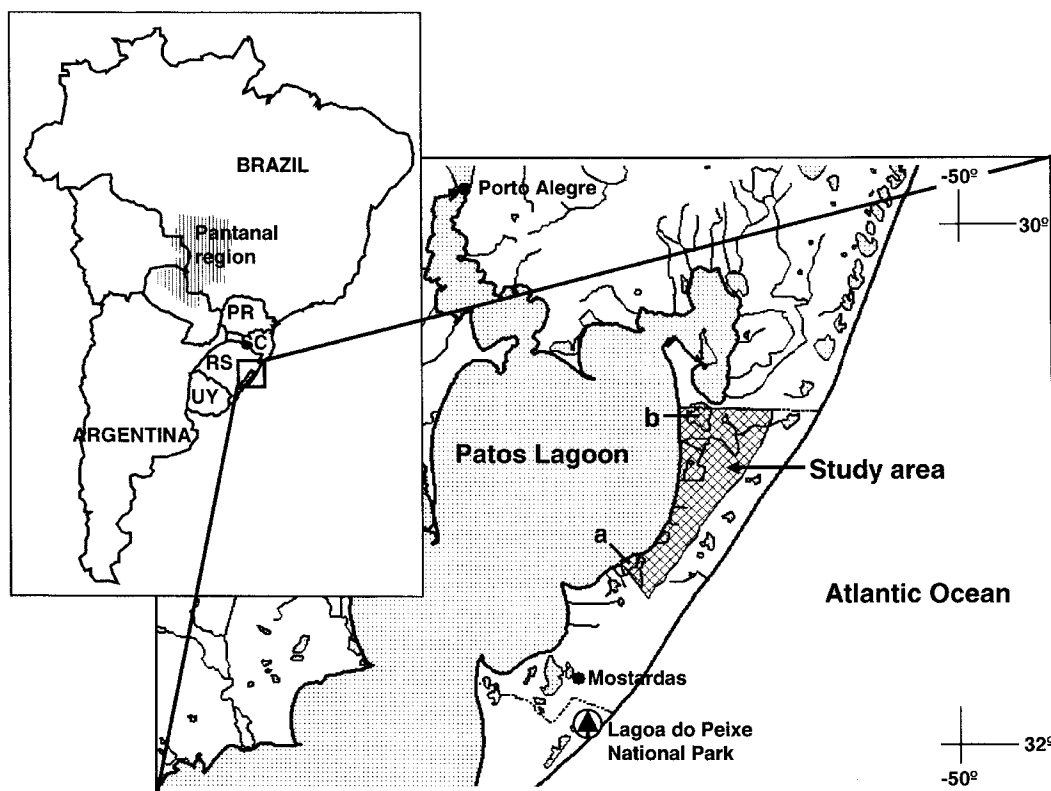 BRAZIL
Pantanal
region
PR
SC
RS
UY
ARGENTINA
Porto Alegre
-50º
30º
b
Patos Lagoon
Study area
a
Atlantic Ocean
Mostardas
Lagoa do Peixe
National Park
32º
-50º